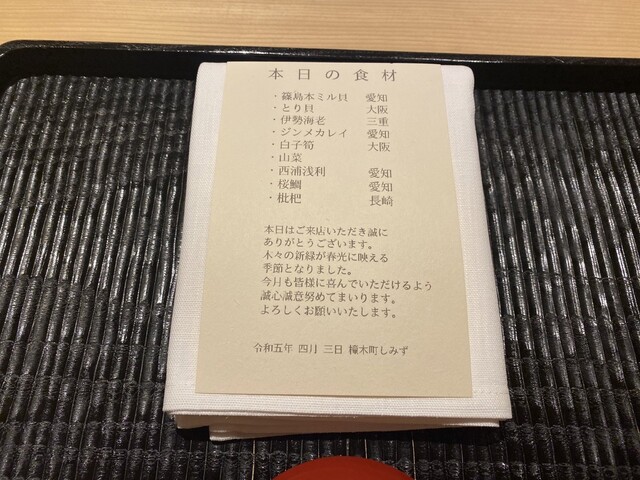 本日の食材
・篠島本ミル貝 愛知
・とり貝 大阪
・伊勢海老 三重
・ジンメカレイ 愛知
・白子筍 大阪
・山菜
・西浦浅利 愛知
・桜鯛 愛知
・枇杷 長崎
本日はご来店いただき誠に
ありがとうございます。
木々の新緑が春光に映える
季節となりました。
今月も皆様に喜んでいただけるよう
誠心誠意努めてまいります。
よろしくお願いいたします。
令和五年 四月 三日 橦木町しみず